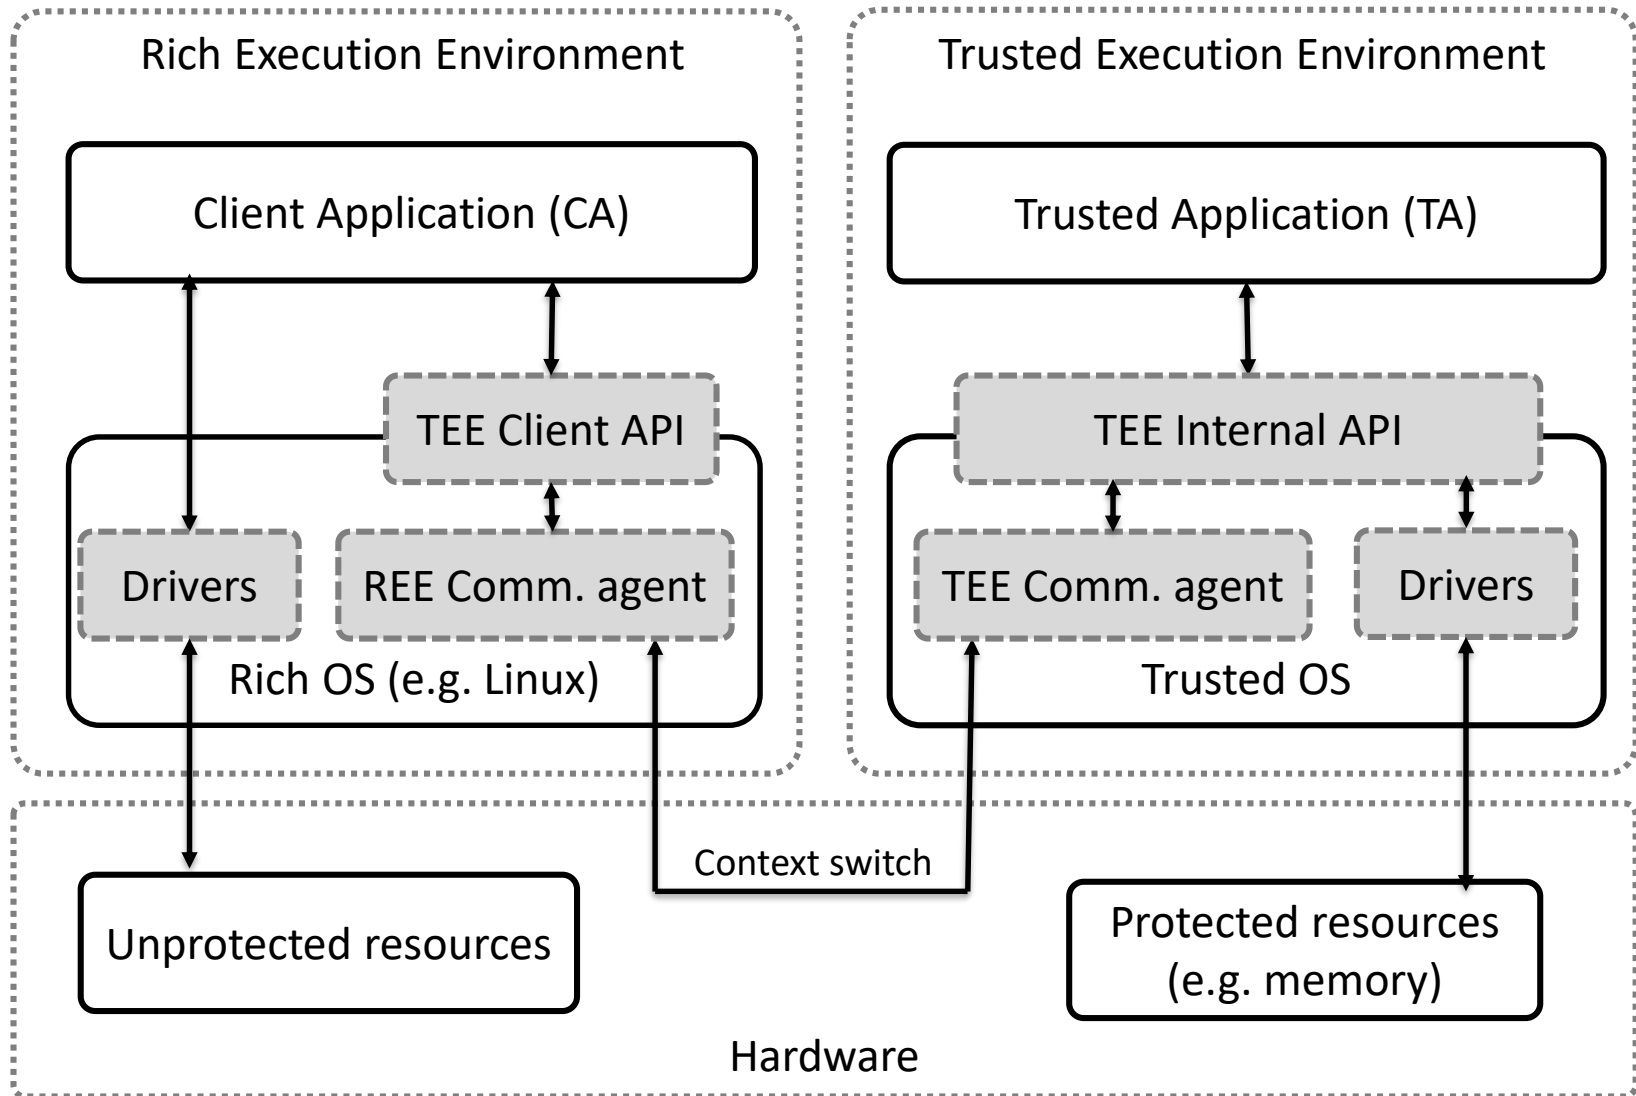 Rich Execution Environment
Trusted Execution Environment
Client Application (CA)
Trusted Application (TA)
TEE Client API
TEE Internal API
Drivers
REE Comm. agent
TEE Comm. agent
Drivers
Rich OS (e.g. Linux)
Trusted OS
Context switch
Unprotected resources
Protected resources
(e.g. memory)
Hardware